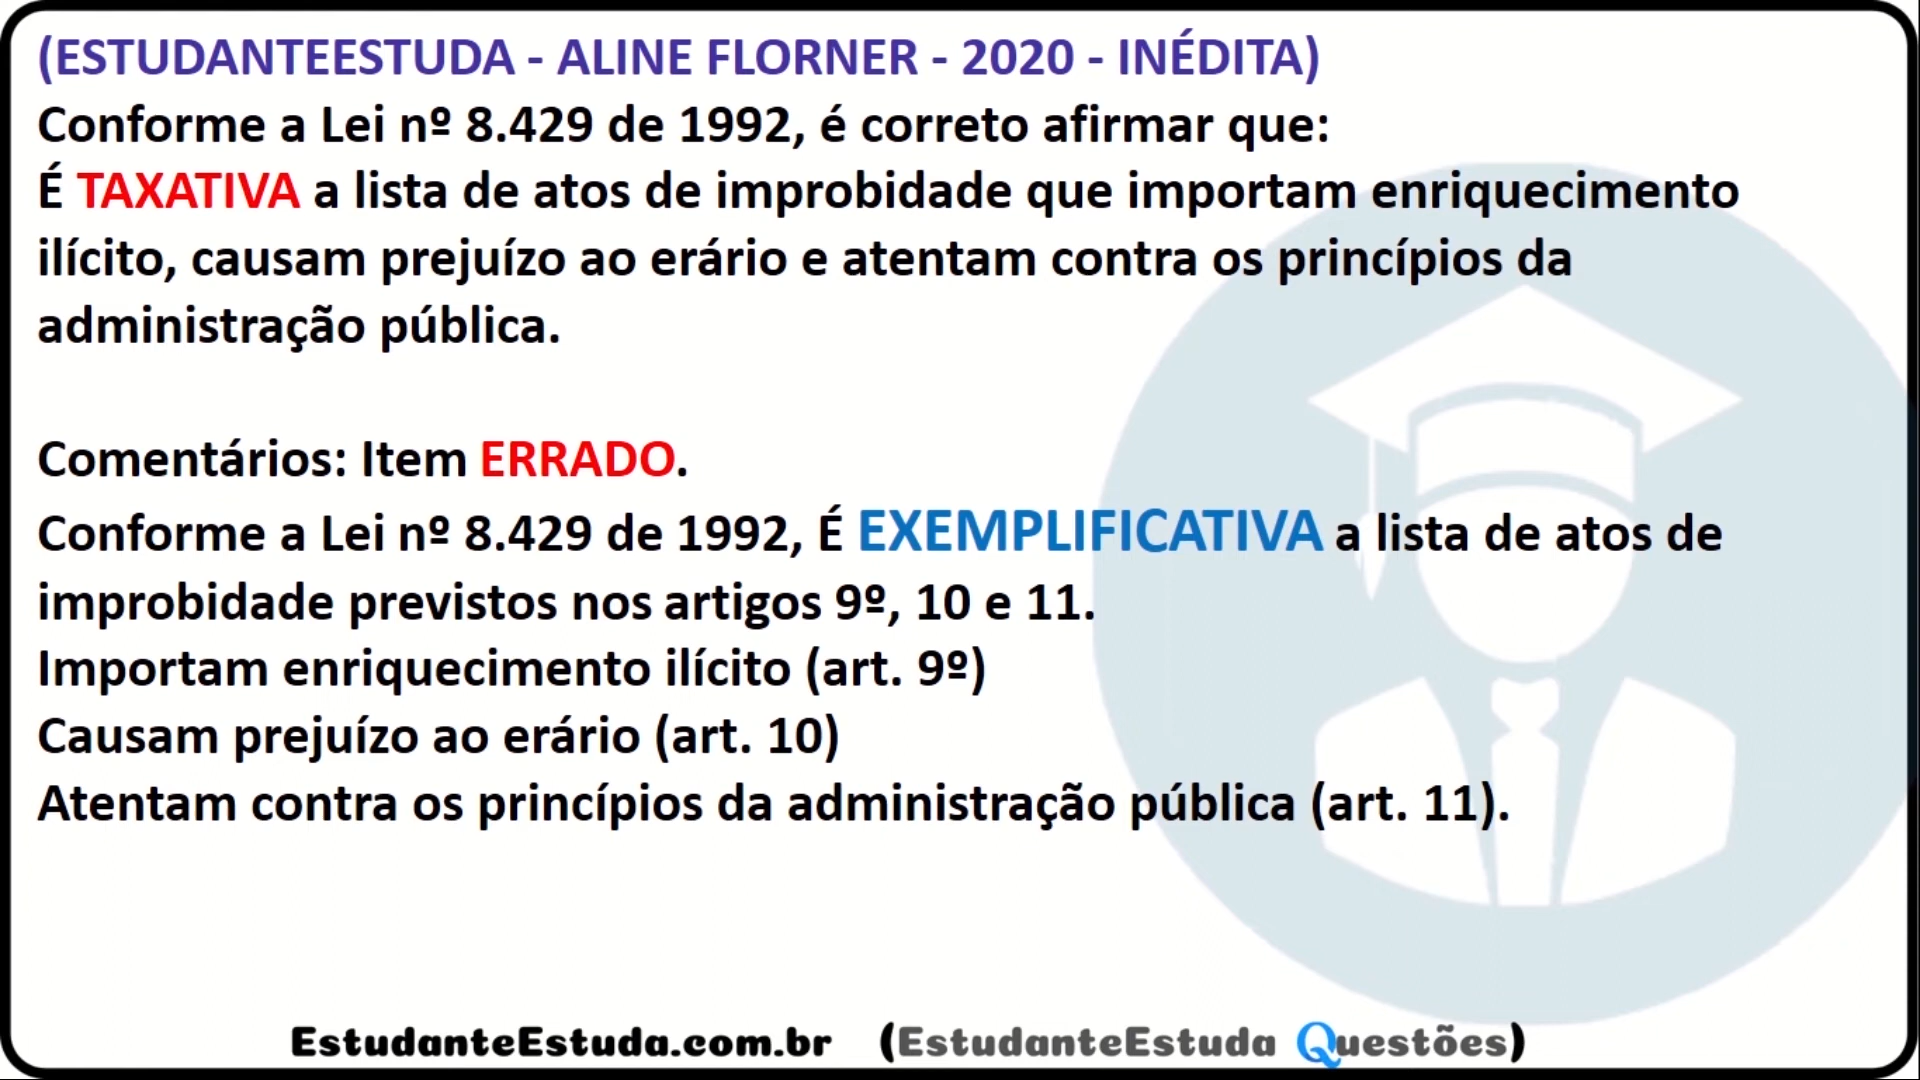 (ESTUDANTEESTUDA - ALINE FLORNER - 2020 - INÉDITA)
Conforme a Lei nº 8.429 de 1992, é correto afirmar que:
É TAXATIVA a lista de atos de improbidade que importam enriquecimento
ilícito, causam prejuízo ao erário e atentam contra os princípios da
administração pública.
Comentários: Item ERRADO.
Conforme a Lei nº 8.429 de 1992, É EXEMPLIFICATIVA a lista de atos de
improbidade previstos nos artigos 9º, 10 e 11.
Importam enriquecimento ilícito (art. 9º)
Causam prejuízo ao erário (art. 10)
Atentam contra os princípios da administração pública (art. 11).
EstudanteEstuda.com.br (EstudanteEstuda Questões)